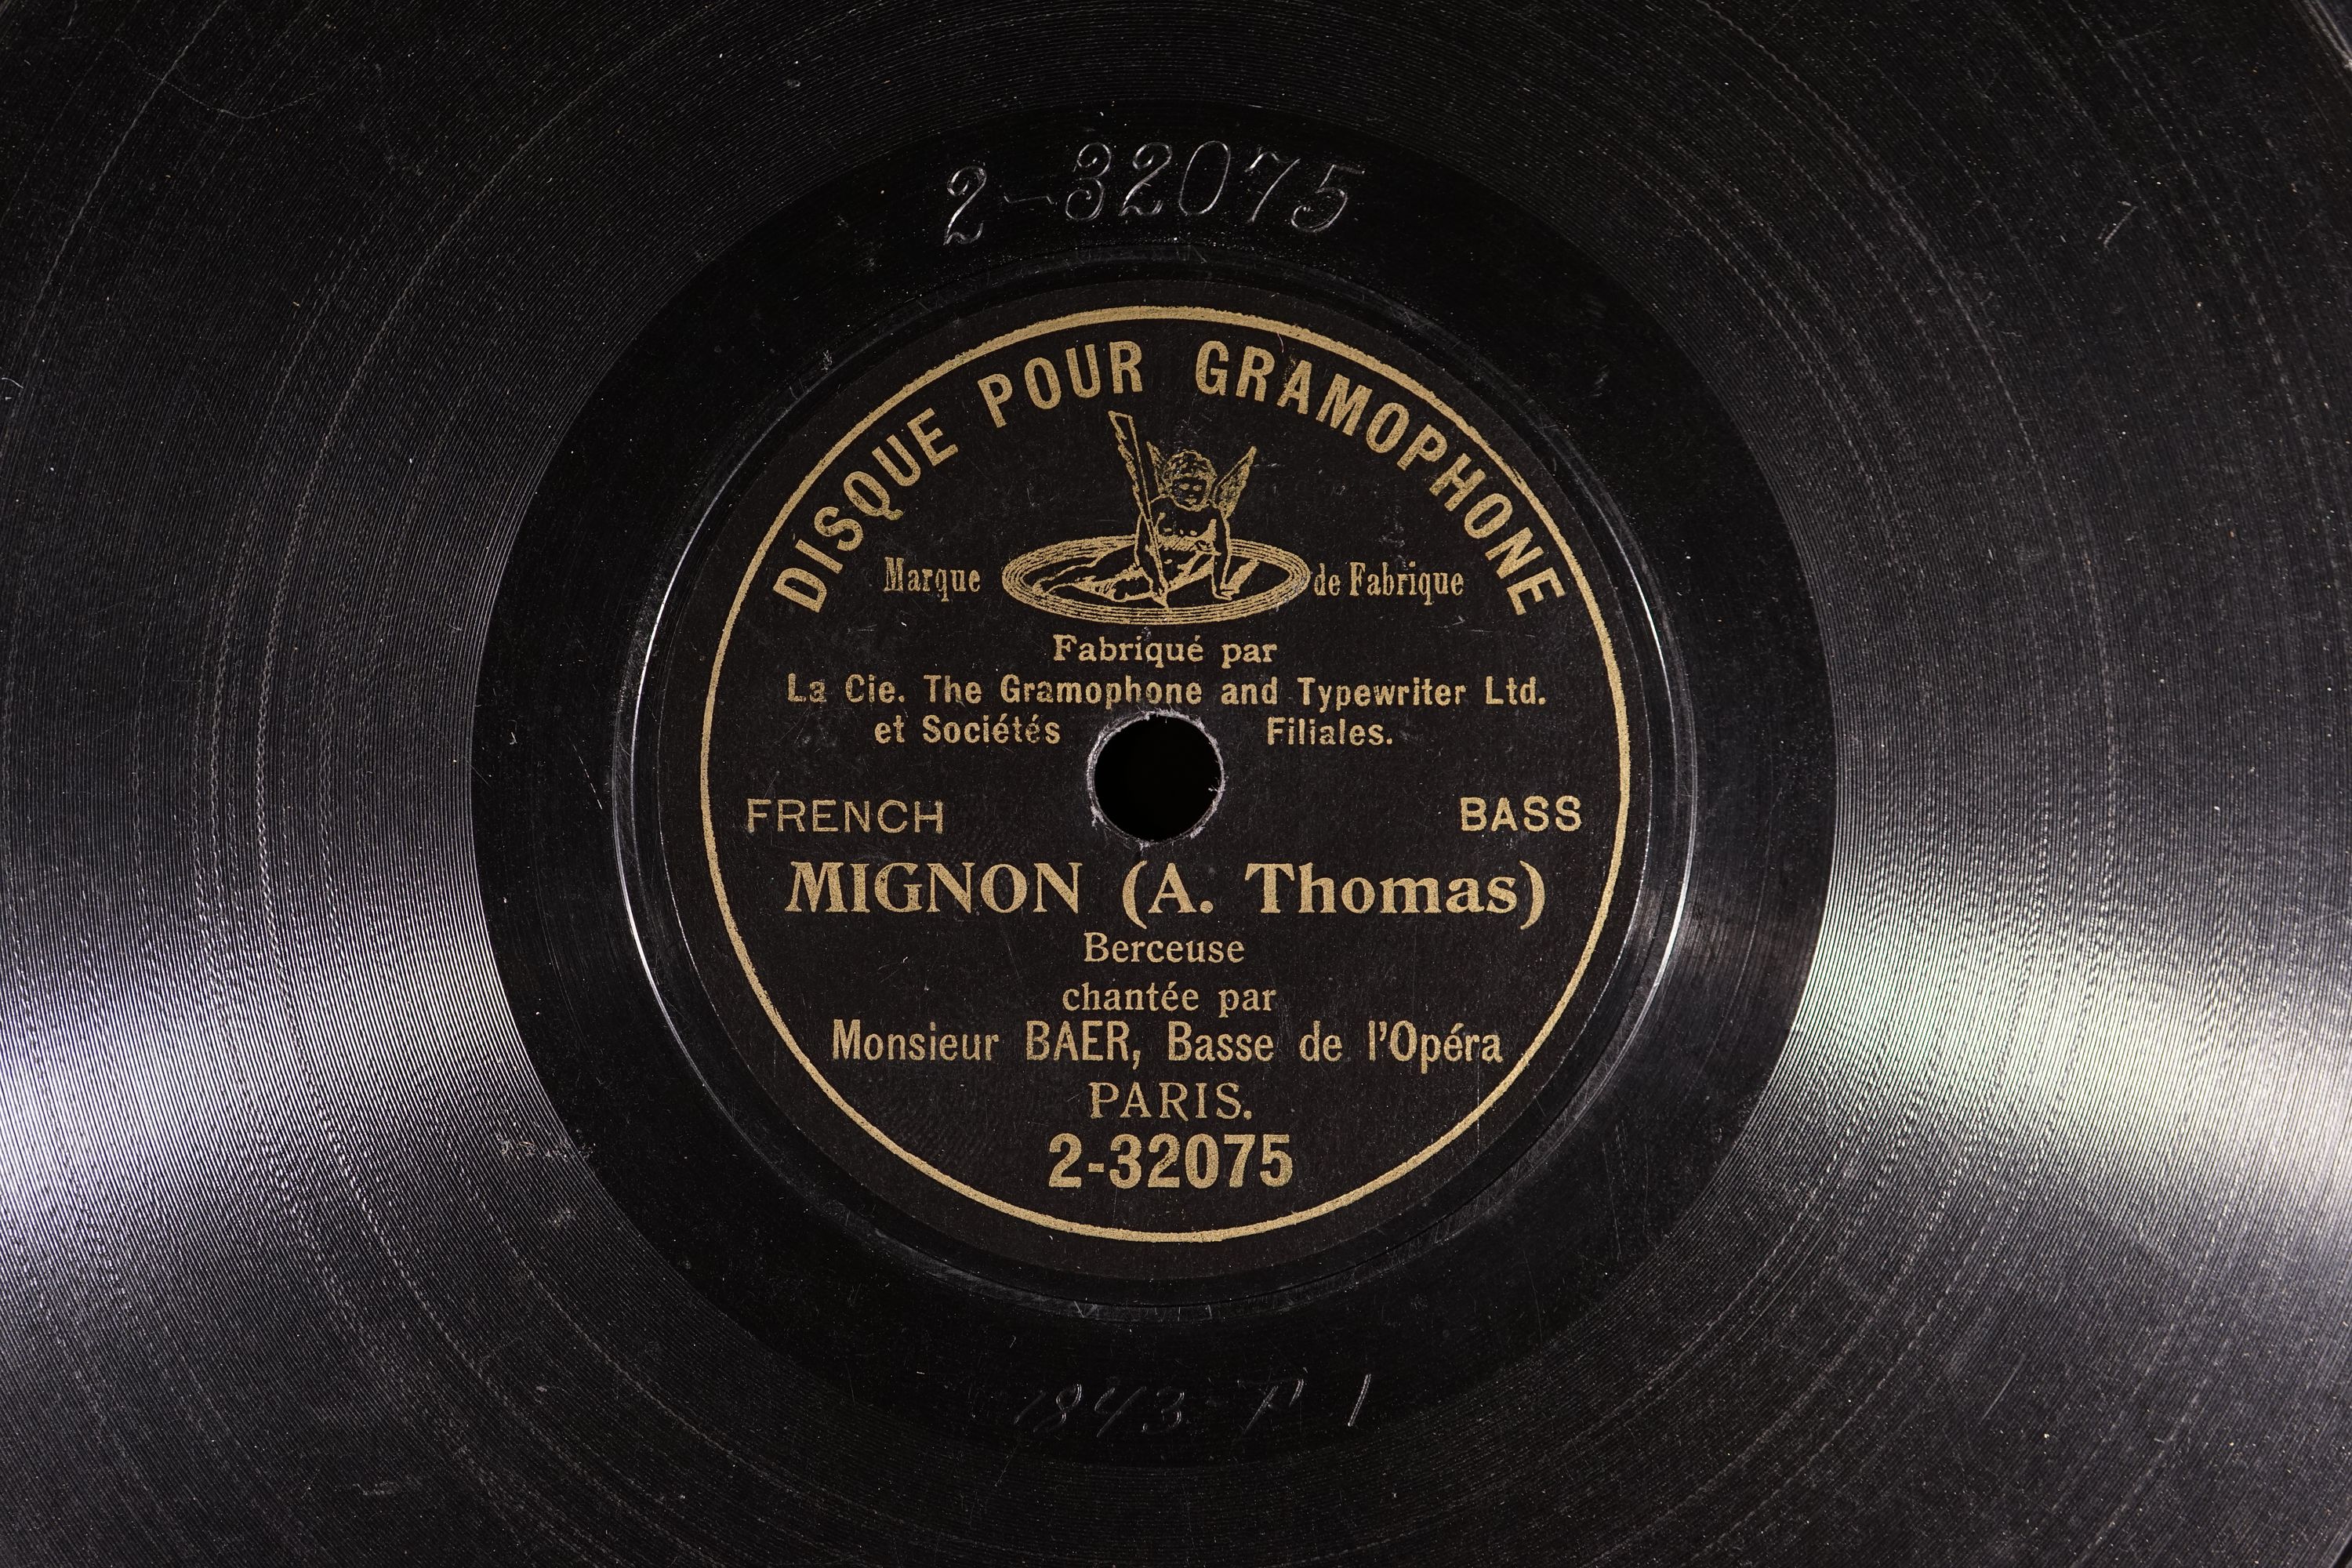 2-32075
DISQUE POUR GRAMOPHONE
Marque de Fabrique
Fabriqué par
La Cie. The Gramophone and Typewriter Ltd.
et Sociétés Filiales.
FRENCH BASS
MIGNON (A. Thomas)
Berceuse
chantée par
Monsieur BAER, Basse de l'Opéra
PARIS.
2-32075
1843